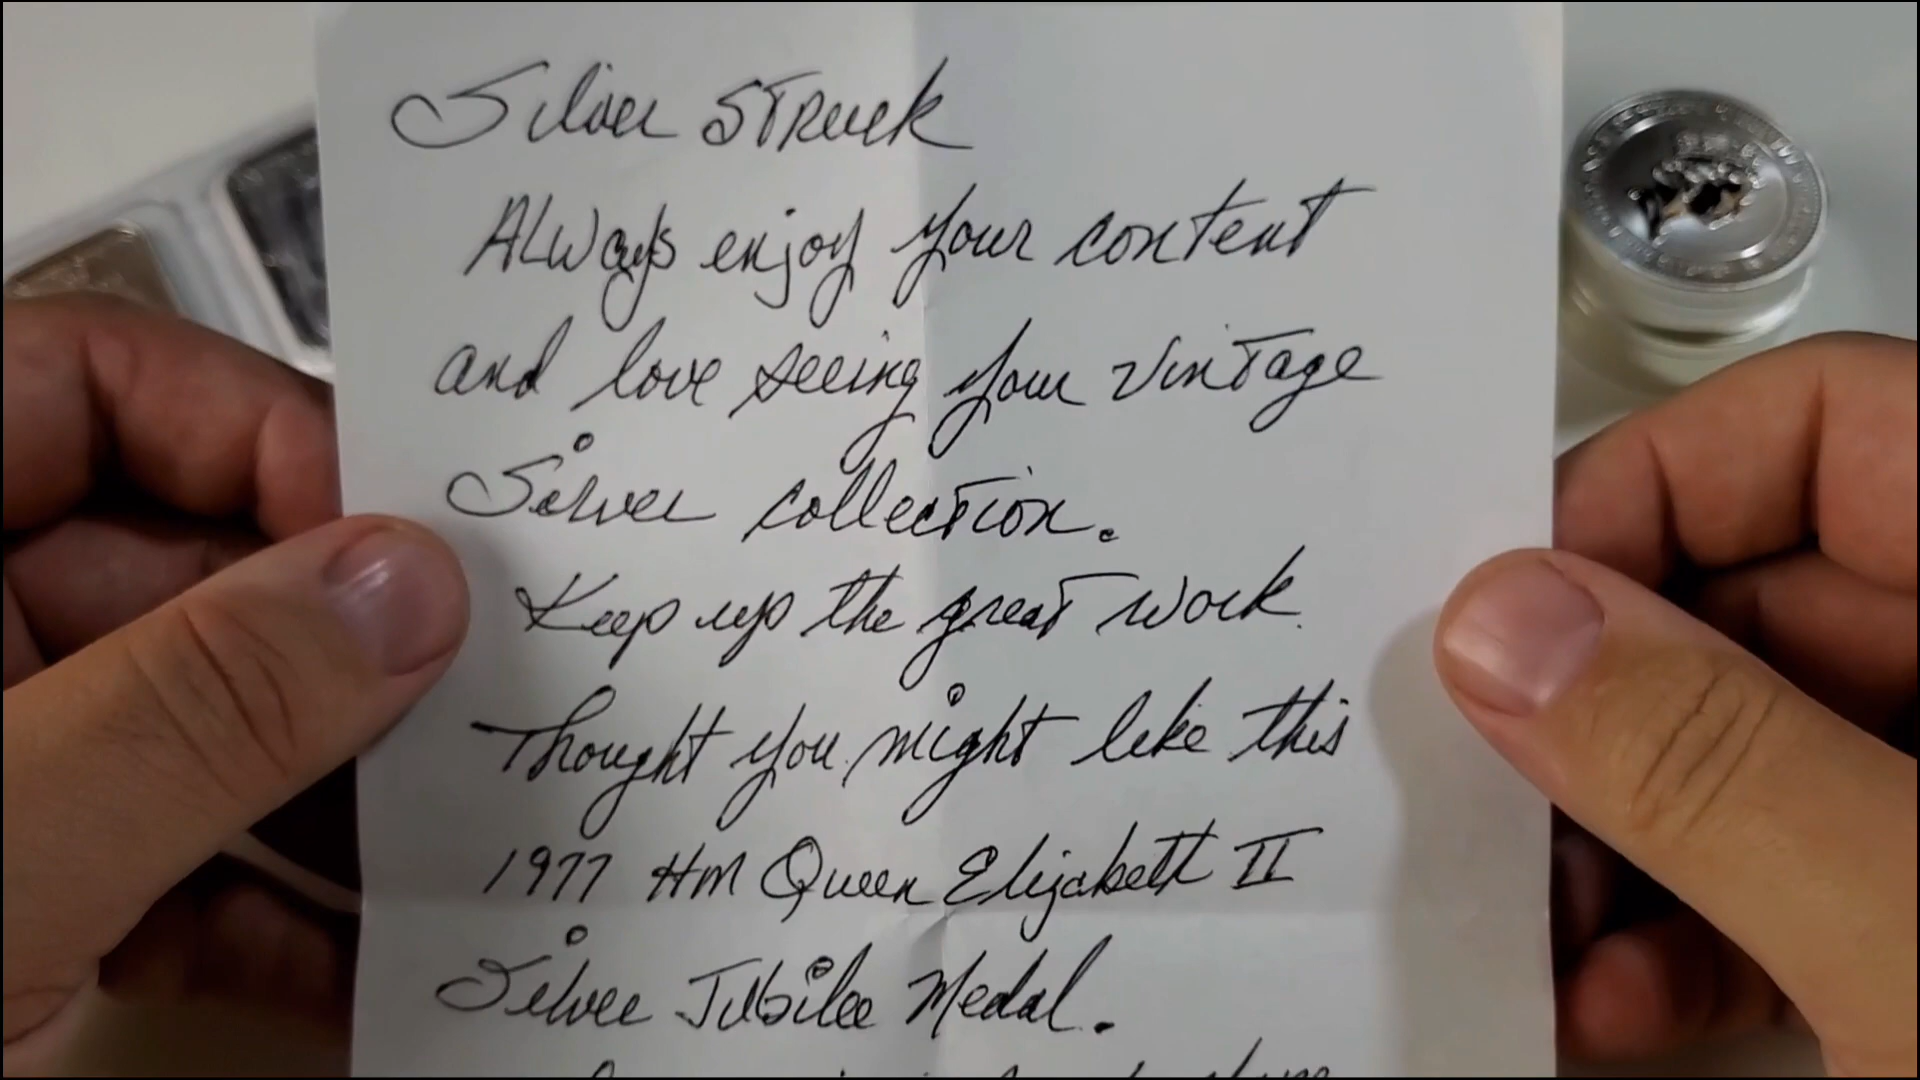 Silver STRuck
ALways enjoy your content
and love seeing your vinTage
Silver collecTion.
Keep up the great work
Thought you might like this
1977 HM Queen Elizabeth II
Silver Jubilee Medal.